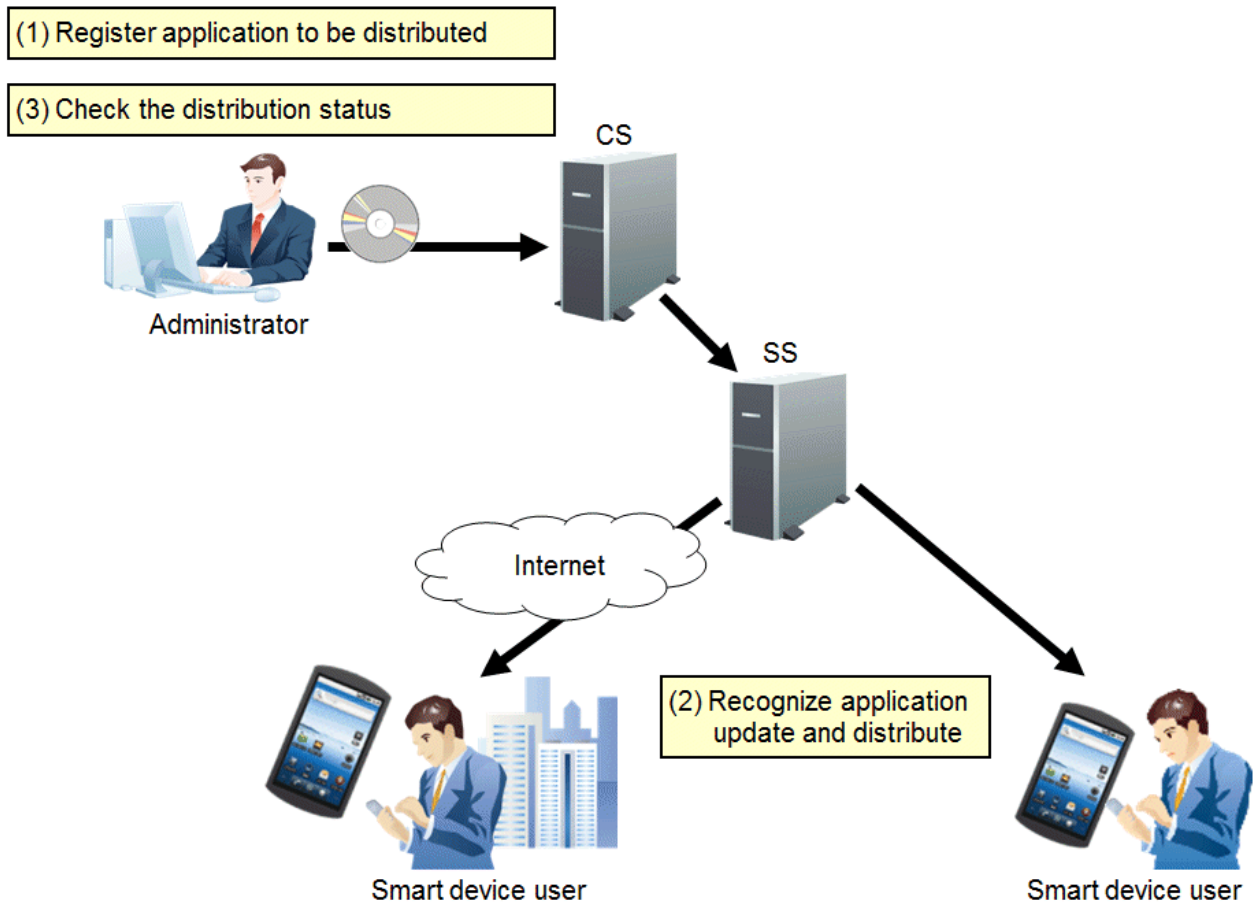 (1) Register application to be distributed
(3) Check the distribution status
CS
Administrator
SS
Internet
(2) Recognize application
update and distribute
Smart device user
Smart device user